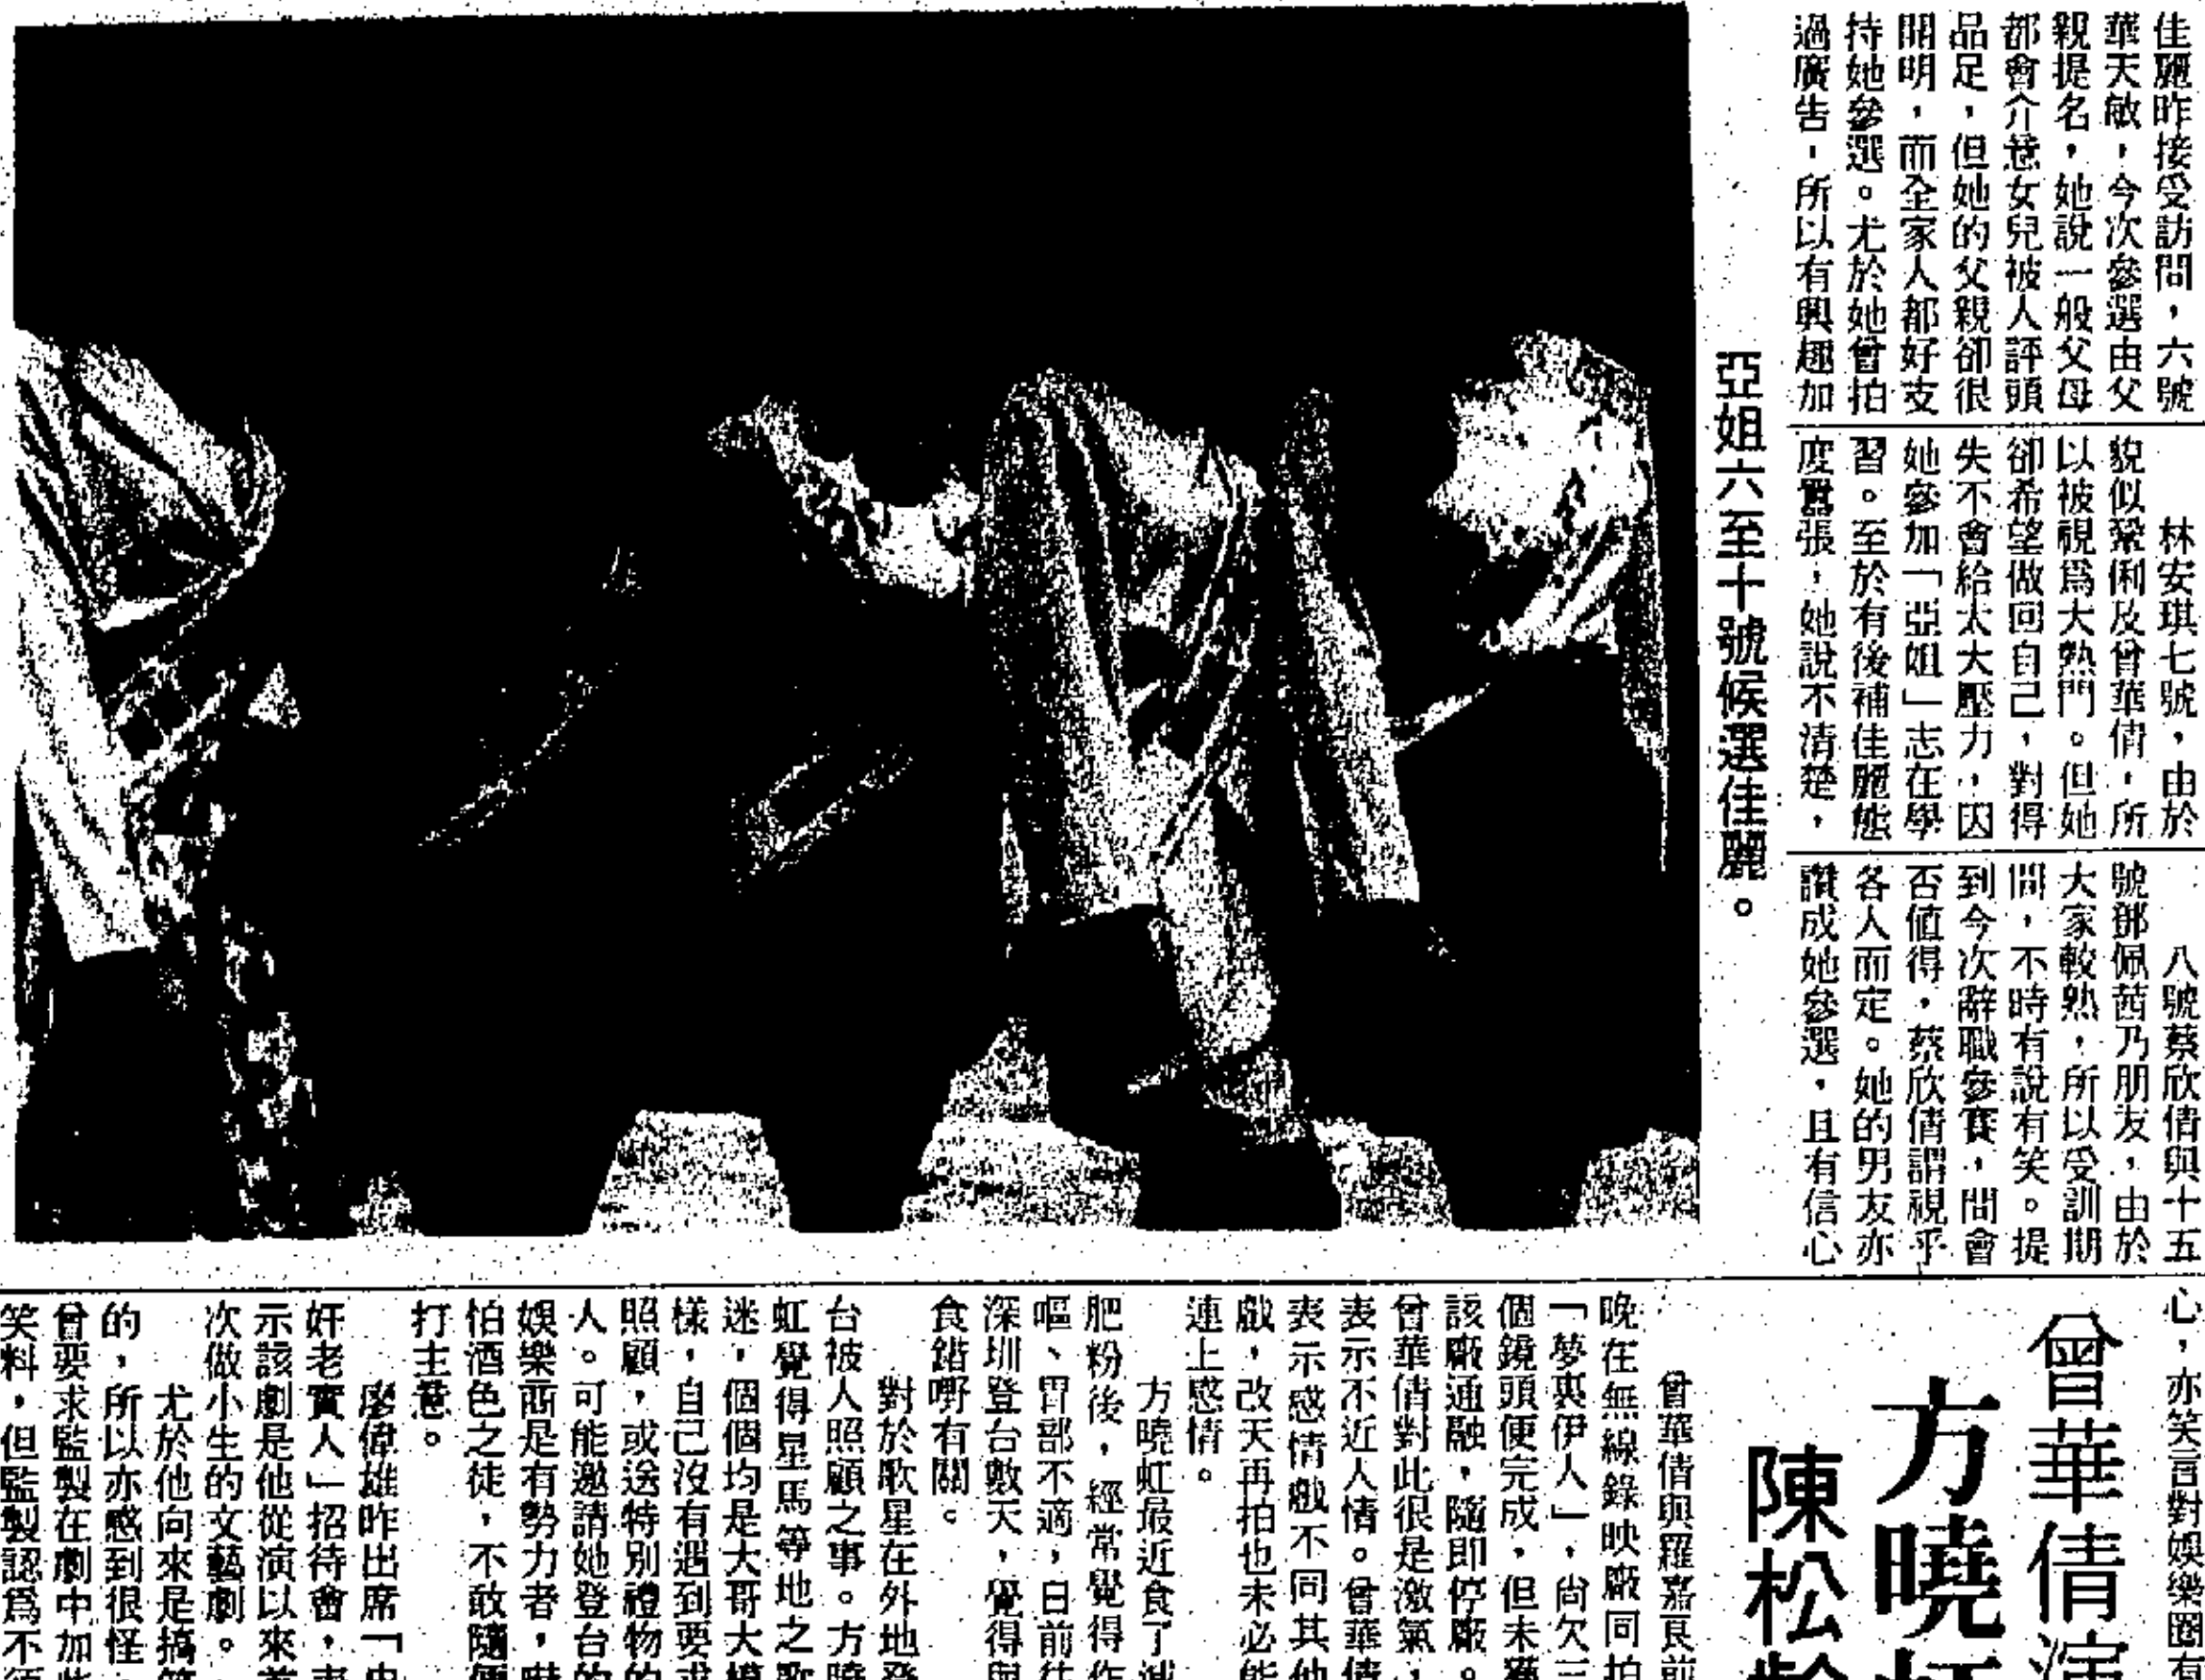 佳麗昨接受訪問，六號
華天敏，今次參選由父
親提名，她說一般父母
都會介意女兒被人評頭
品足，但她的父親卻很
開明，而全家人都好支
持她參選。尤於她曾拍
過廣告，所以有興趣加
林安琪七號，由於
貌似鞏俐及曾華倩，所
以被視爲大熱門。但她
卻希望做回自己，對得
失不會給太大壓力，因
她參加「亞姐」志在學
習。至於有後補佳麗態
度囂張，她說不清楚，
八號蔡欣倩與十五
號鄧佩茜乃朋友，由於
大家較熟，所以受訓期
間，不時有說有笑。提
到今次辭職參賽，問會
否值得，蔡欣倩謂視乎
各人而定。她的男友亦
讚成她參選，且有信心
亞姐六至十號候選佳麗。
心，亦笑言對娛樂圈有
曾華倩演
方曉虹
陳松齡
曾華倩與羅嘉良前
晚在無線錄映廠同拍
「夢與伊人」，尚欠三
個鏡頭便完成，但未獲
該廠通融，隨即停廠。
曾華倩對此很是激氣，
表示不近人情。曾華倩
表示感情戲不同其他
戲，改天再拍也未必能
連上感情。
方曉虹最近食了減
肥粉後，經常覺得作
嘔、胃部不適，日前往
深圳登台數天，覺得與
食錯嘢有關。
對於歌星在外地登
台被人照顧之事。方曉
虹覺得星馬等地之歌
迷，個個均是大哥大模
樣，自己沒有遇到要求
照顧，或送特別禮物的
人。可能邀請她登台的
娛樂商是有勢力者，嚇
怕酒色之徒，不敢隨便
打主意。
廖偉雄昨出席「忠
奸老實人」招待會，表
示該劇是他從演以來首
次做小生的文藝劇。
尤於他向來是搞笑
的，所以亦感到很怪，
曾要求監製在劇中加些
笑料，但監製認爲不須